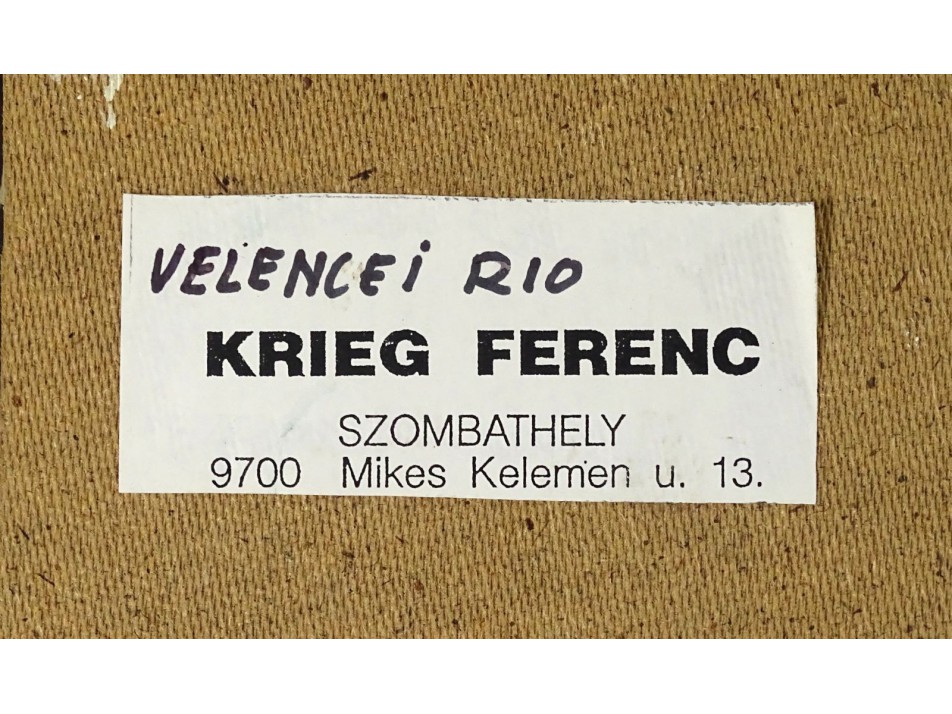 VELENCEi RIO
KRIEG FERENC
SZOMBATHELY
9700 Mikes Kelemen u. 13.